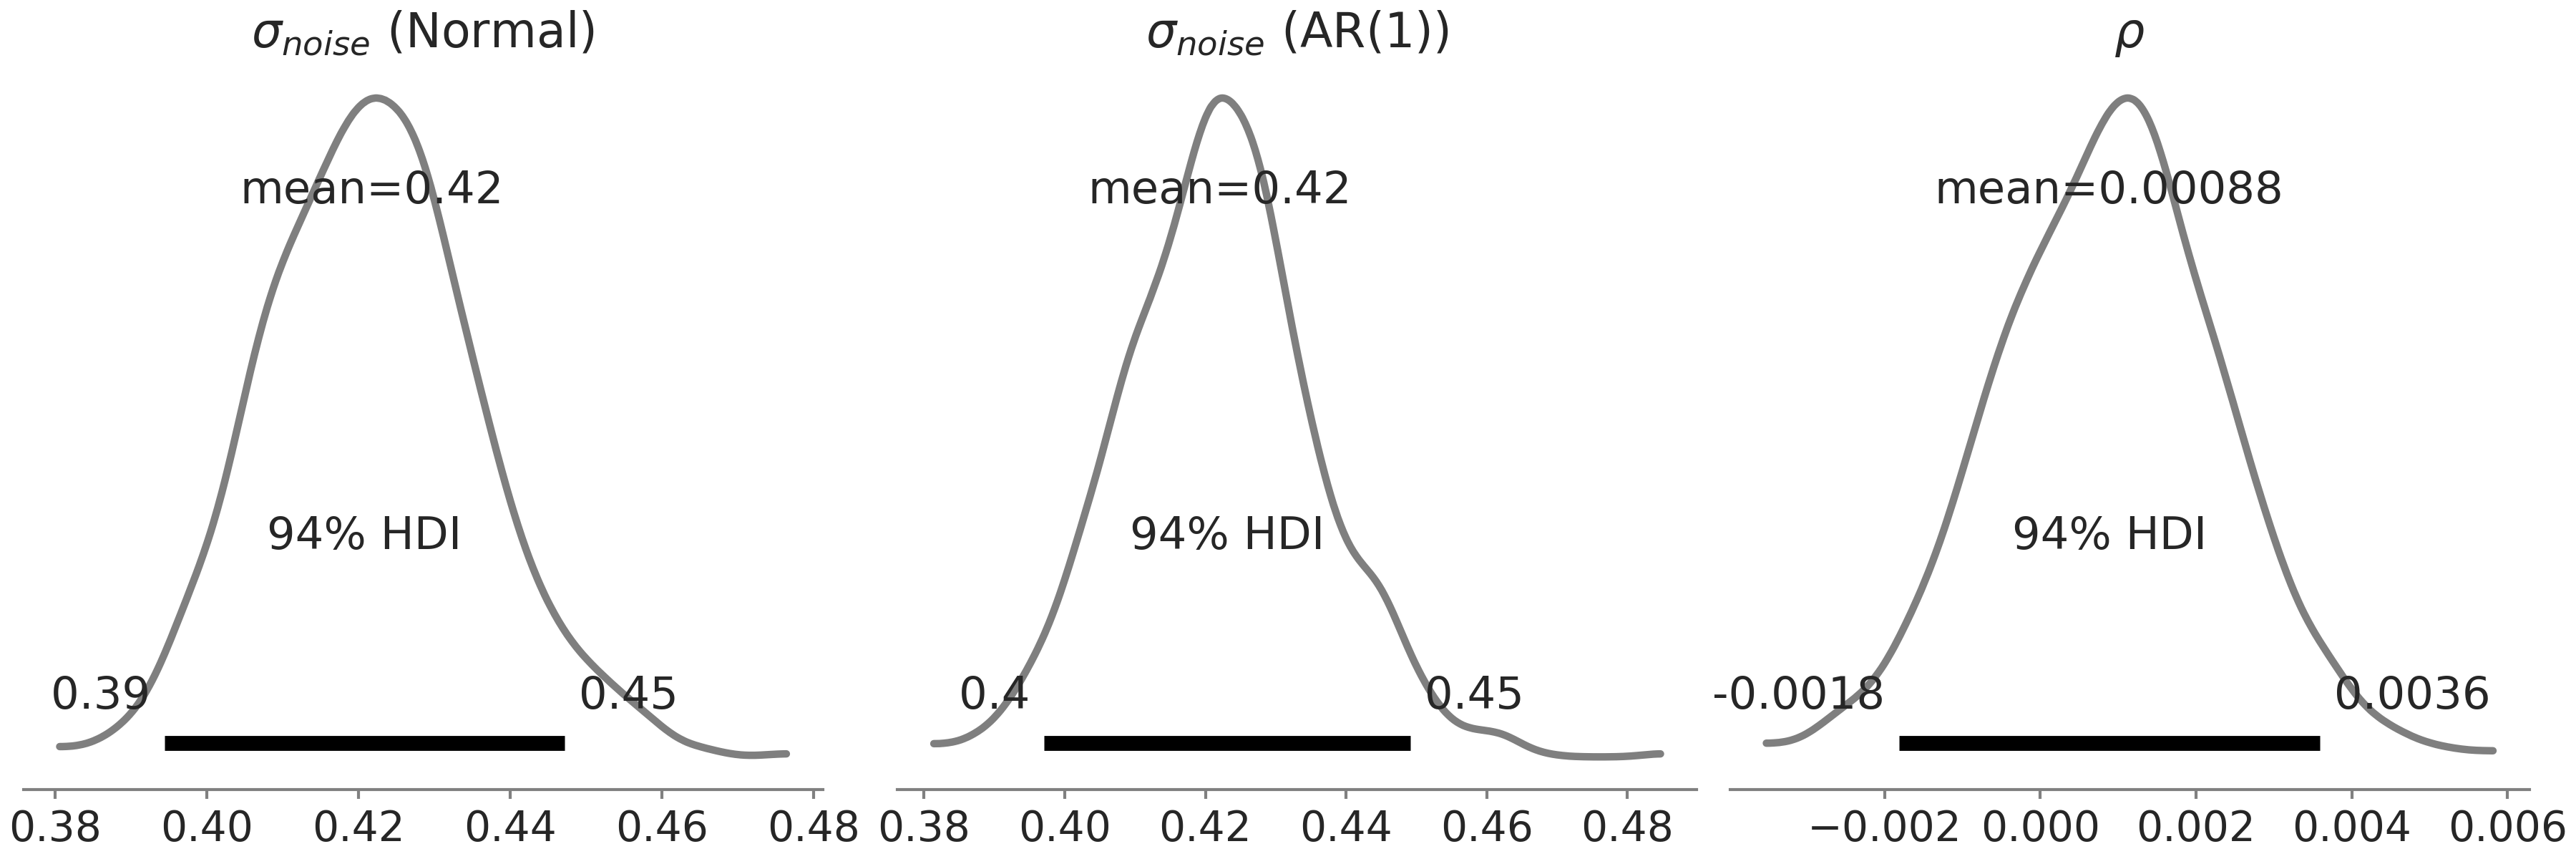 σnoise (Normal)
mean=0.42
94% HDI
0.39
0.45
0.38 0.40 0.42 0.44 0.46 0.48
σnoise (AR(1))
mean=0.42
94% HDI
0.4
0.45
0.38 0.40 0.42 0.44 0.46 0.48
ρ
mean=0.00088
94% HDI
-0.0018
0.0036
−0.002 0.000 0.002 0.004 0.006